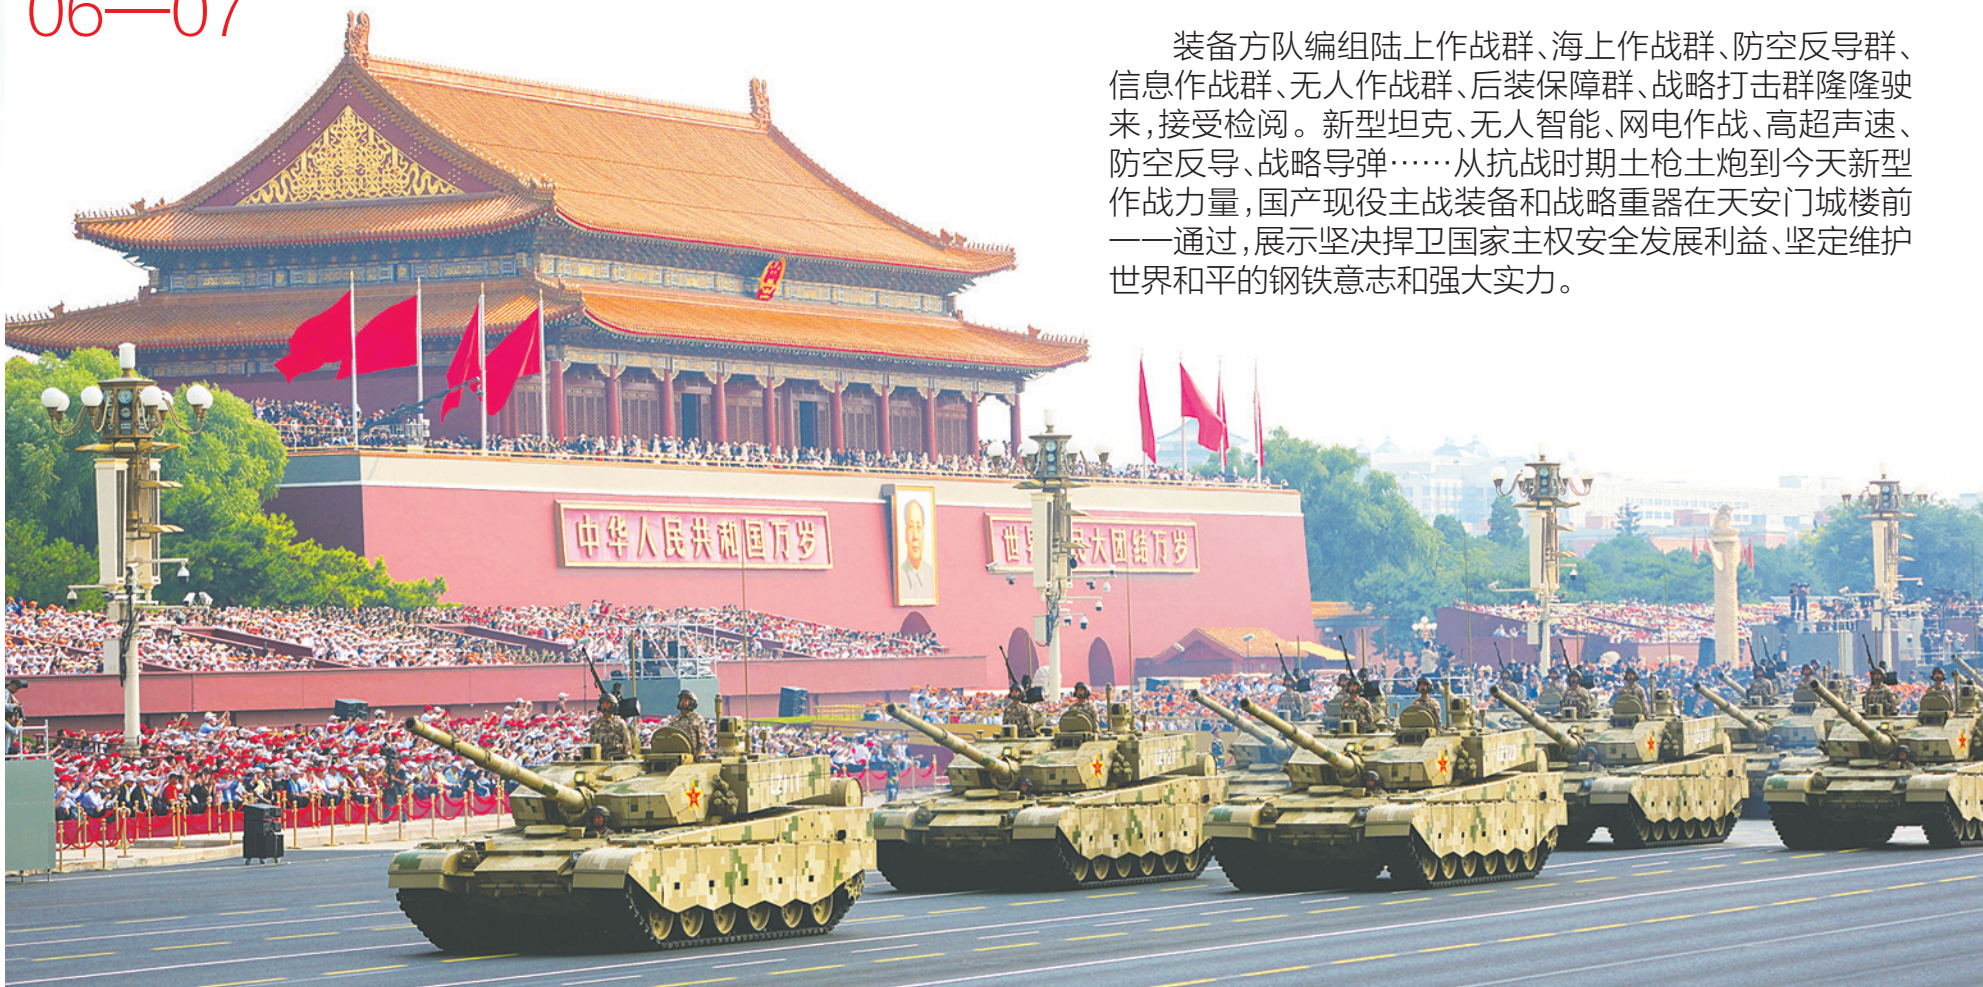 06—07
装备方队编组陆上作战群、海上作战群、防空反导群、
信息作战群、无人作战群、后装保障群、战略打击群隆隆驶
来,接受检阅。新型坦克、无人智能、网电作战、高超声速、
防空反导、战略导弹……从抗战时期土枪土炮到今天新型
作战力量,国产现役主战装备和战略重器在天安门城楼前
一一通过,展示坚决捍卫国家主权安全发展利益、坚定维护
世界和平的钢铁意志和强大实力。
中华人民共和国万岁
世界 大团结万岁
LZ111